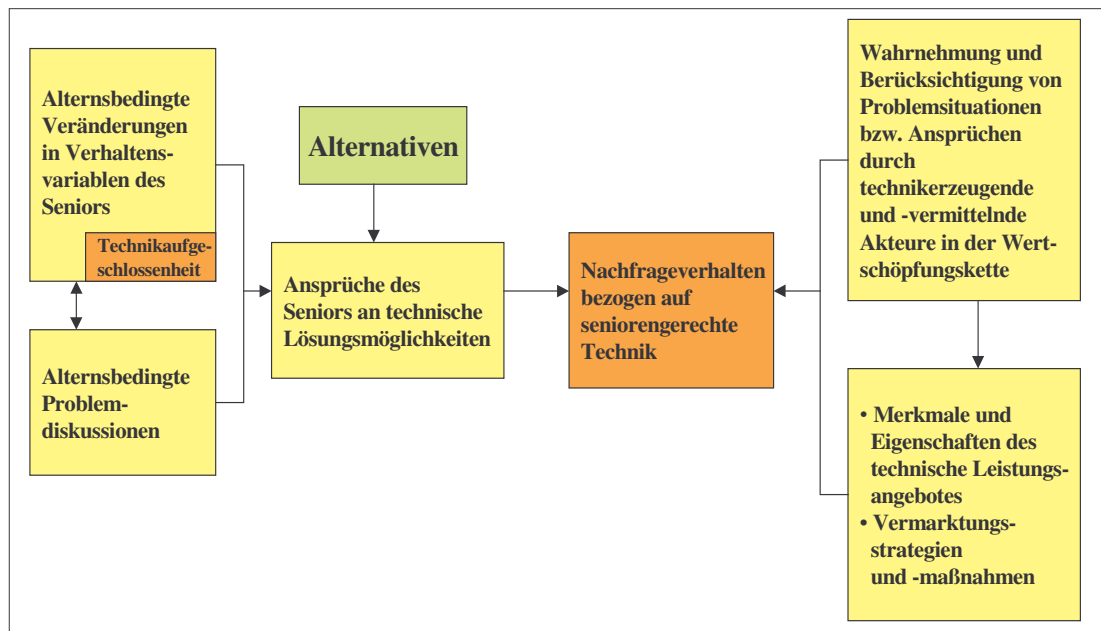 Alternsbedingte
Veränderungen
in Verhaltens-
variablen des
Seniors
Technikaufge-
schlossenheit
Alternsbedingte
Problem-
diskussionen
Alternativen
Ansprüche des
Seniors an technische
Lösungsmöglichkeiten
Nachfrageverhalten
bezogen auf
seniorengerechte
Technik
Wahrnehmung und
Berücksichtigung von
Problemsituationen
bzw. Ansprüchen
durch
technikerzeugende
und -vermittelnde
Akteure in der Wert-
schöpfungskette
• Merkmale und
Eigenschaften des
technische Leistungs-
angebotes
• Vermarktungs-
strategien
und -maßnahmen